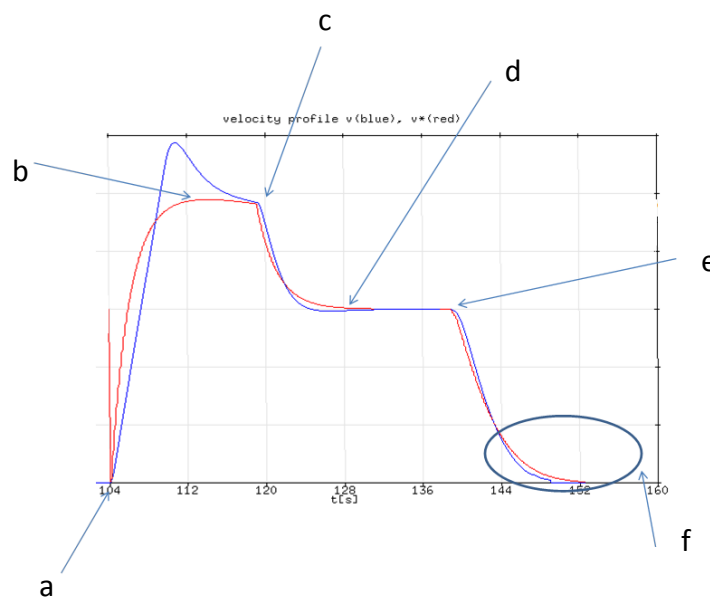 c
d
velocity profile v(blue), v*(red)
b
e
104 112 120 128 136 144 152 160
t[s]
f
a